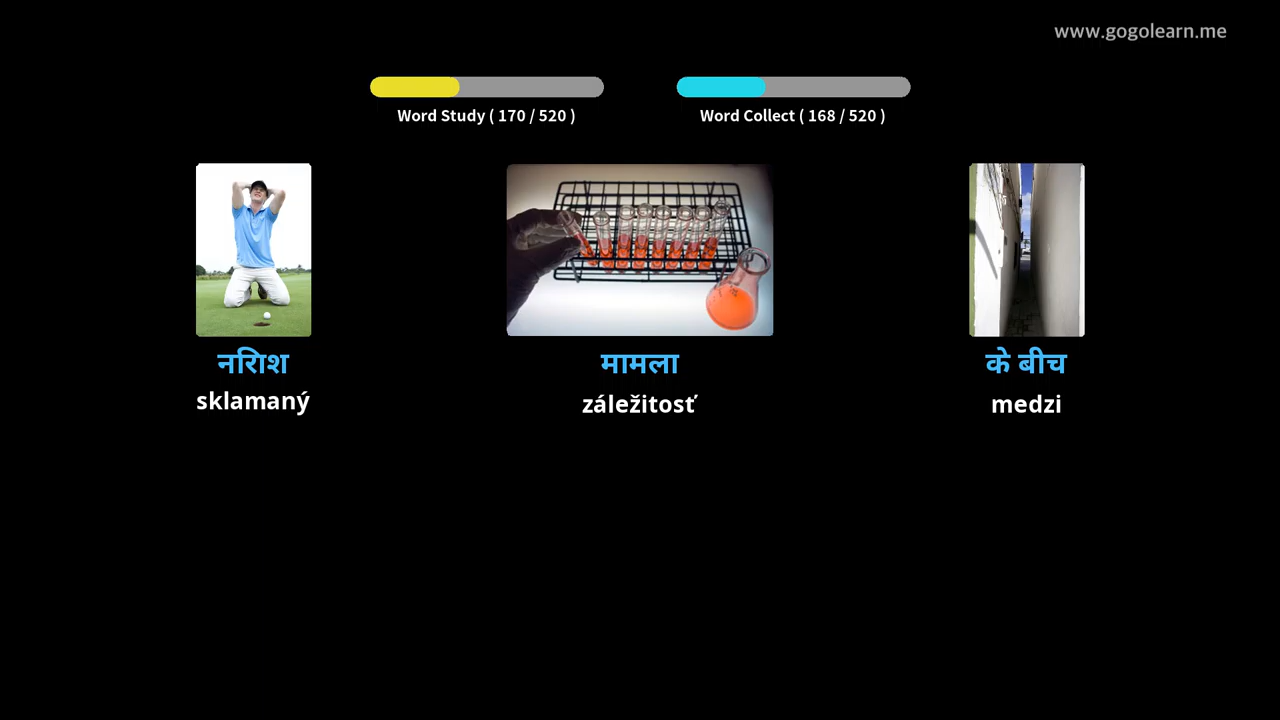 www.gogolearn.me
Word Study ( 170 / 520 )
Word Collect ( 168 / 520 )
निराश
मामला
के बीच
sklamaný
záležitosť
medzi